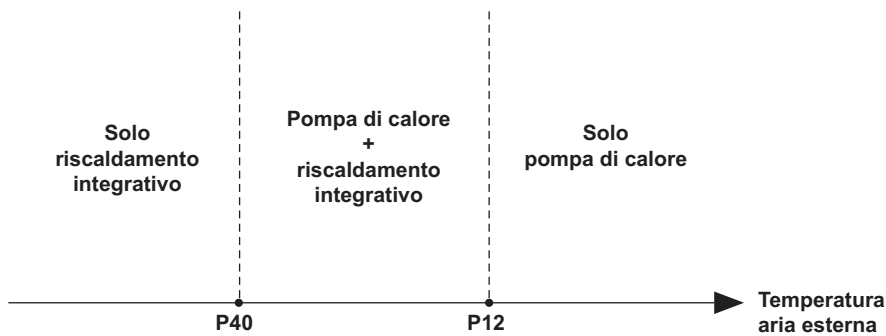 Solo
riscaldamento
integrativo
Pompa di calore
+
riscaldamento
integrativo
Solo
pompa di calore
P40
P12
Temperatura
aria esterna